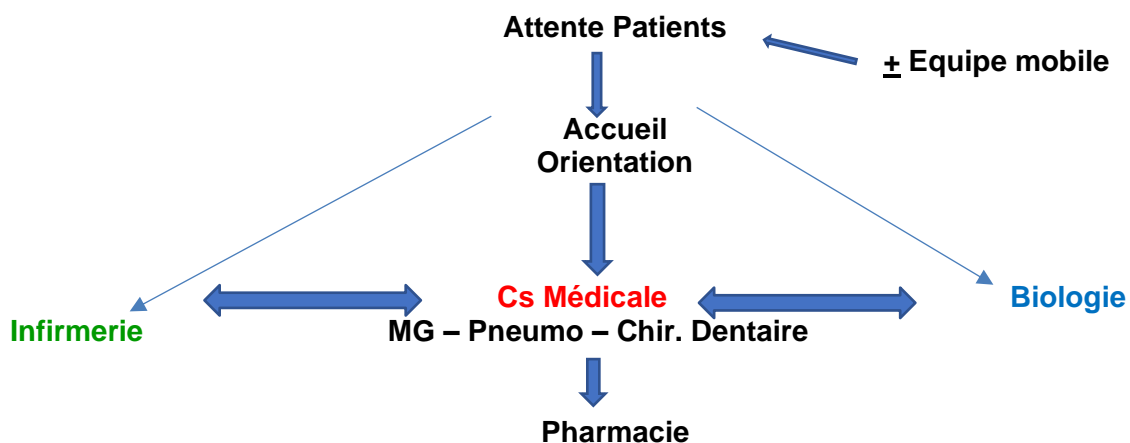 Attente Patients
± Equipe mobile
Accueil
Orientation
Cs Médicale
Biologie
Infirmerie
MG – Pneumo – Chir. Dentaire
Pharmacie